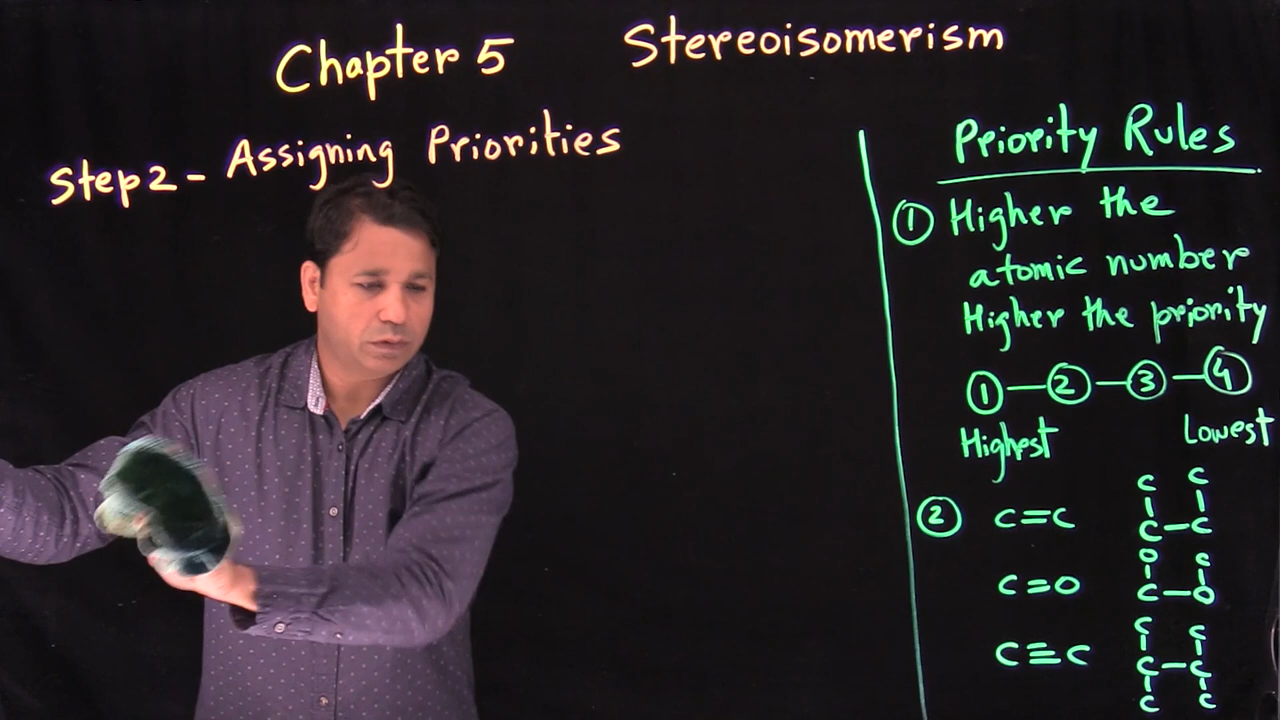 Chapter 5 Stereoisomerism
Step 2 - Assigning Priorities
Priority Rules
① Higher the
atomic number
Higher the priority
① — ② — ③ — ④
Highest Lowest
C C
② C=C C-C
O C
C=O C-O
C C
C≡C C-C
C C